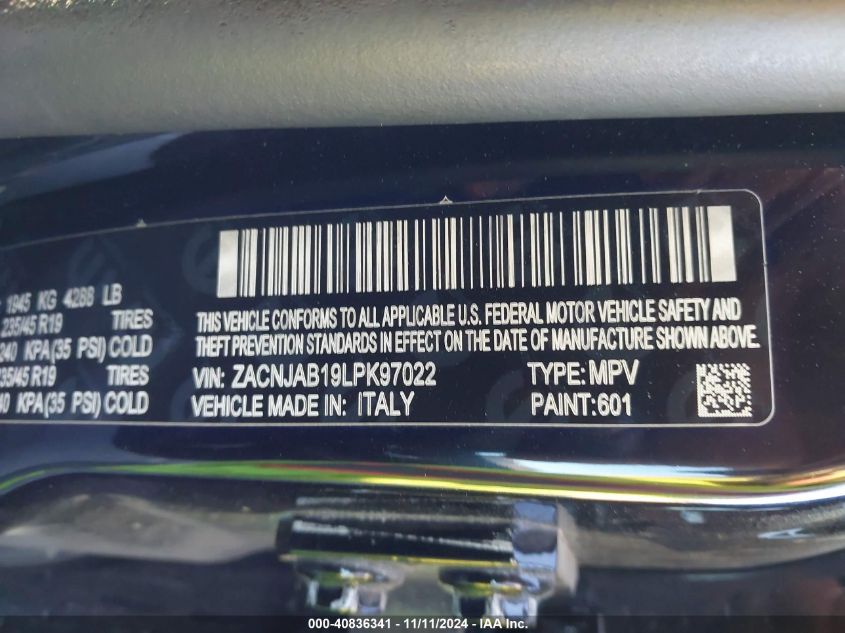 1945 KG 4288 LB
235/45 R19 TIRES
240 KPA(35 PSI) COLD
35/45 R19 TIRES
40 KPA(35 PSI) COLD
THIS VEHICLE CONFORMS TO ALL APPLICABLE U.S. FEDERAL MOTOR VEHICLE SAFETY AND
THEFT PREVENTION STANDARDS IN EFFECT ON THE DATE OF MANUFACTURE SHOWN ABOVE.
VIN: ZACNJAB19LPK97022 TYPE: MPV
VEHICLE MADE IN: ITALY PAINT: 601
000-40836341 - 11/11/2024 - IAA Inc.